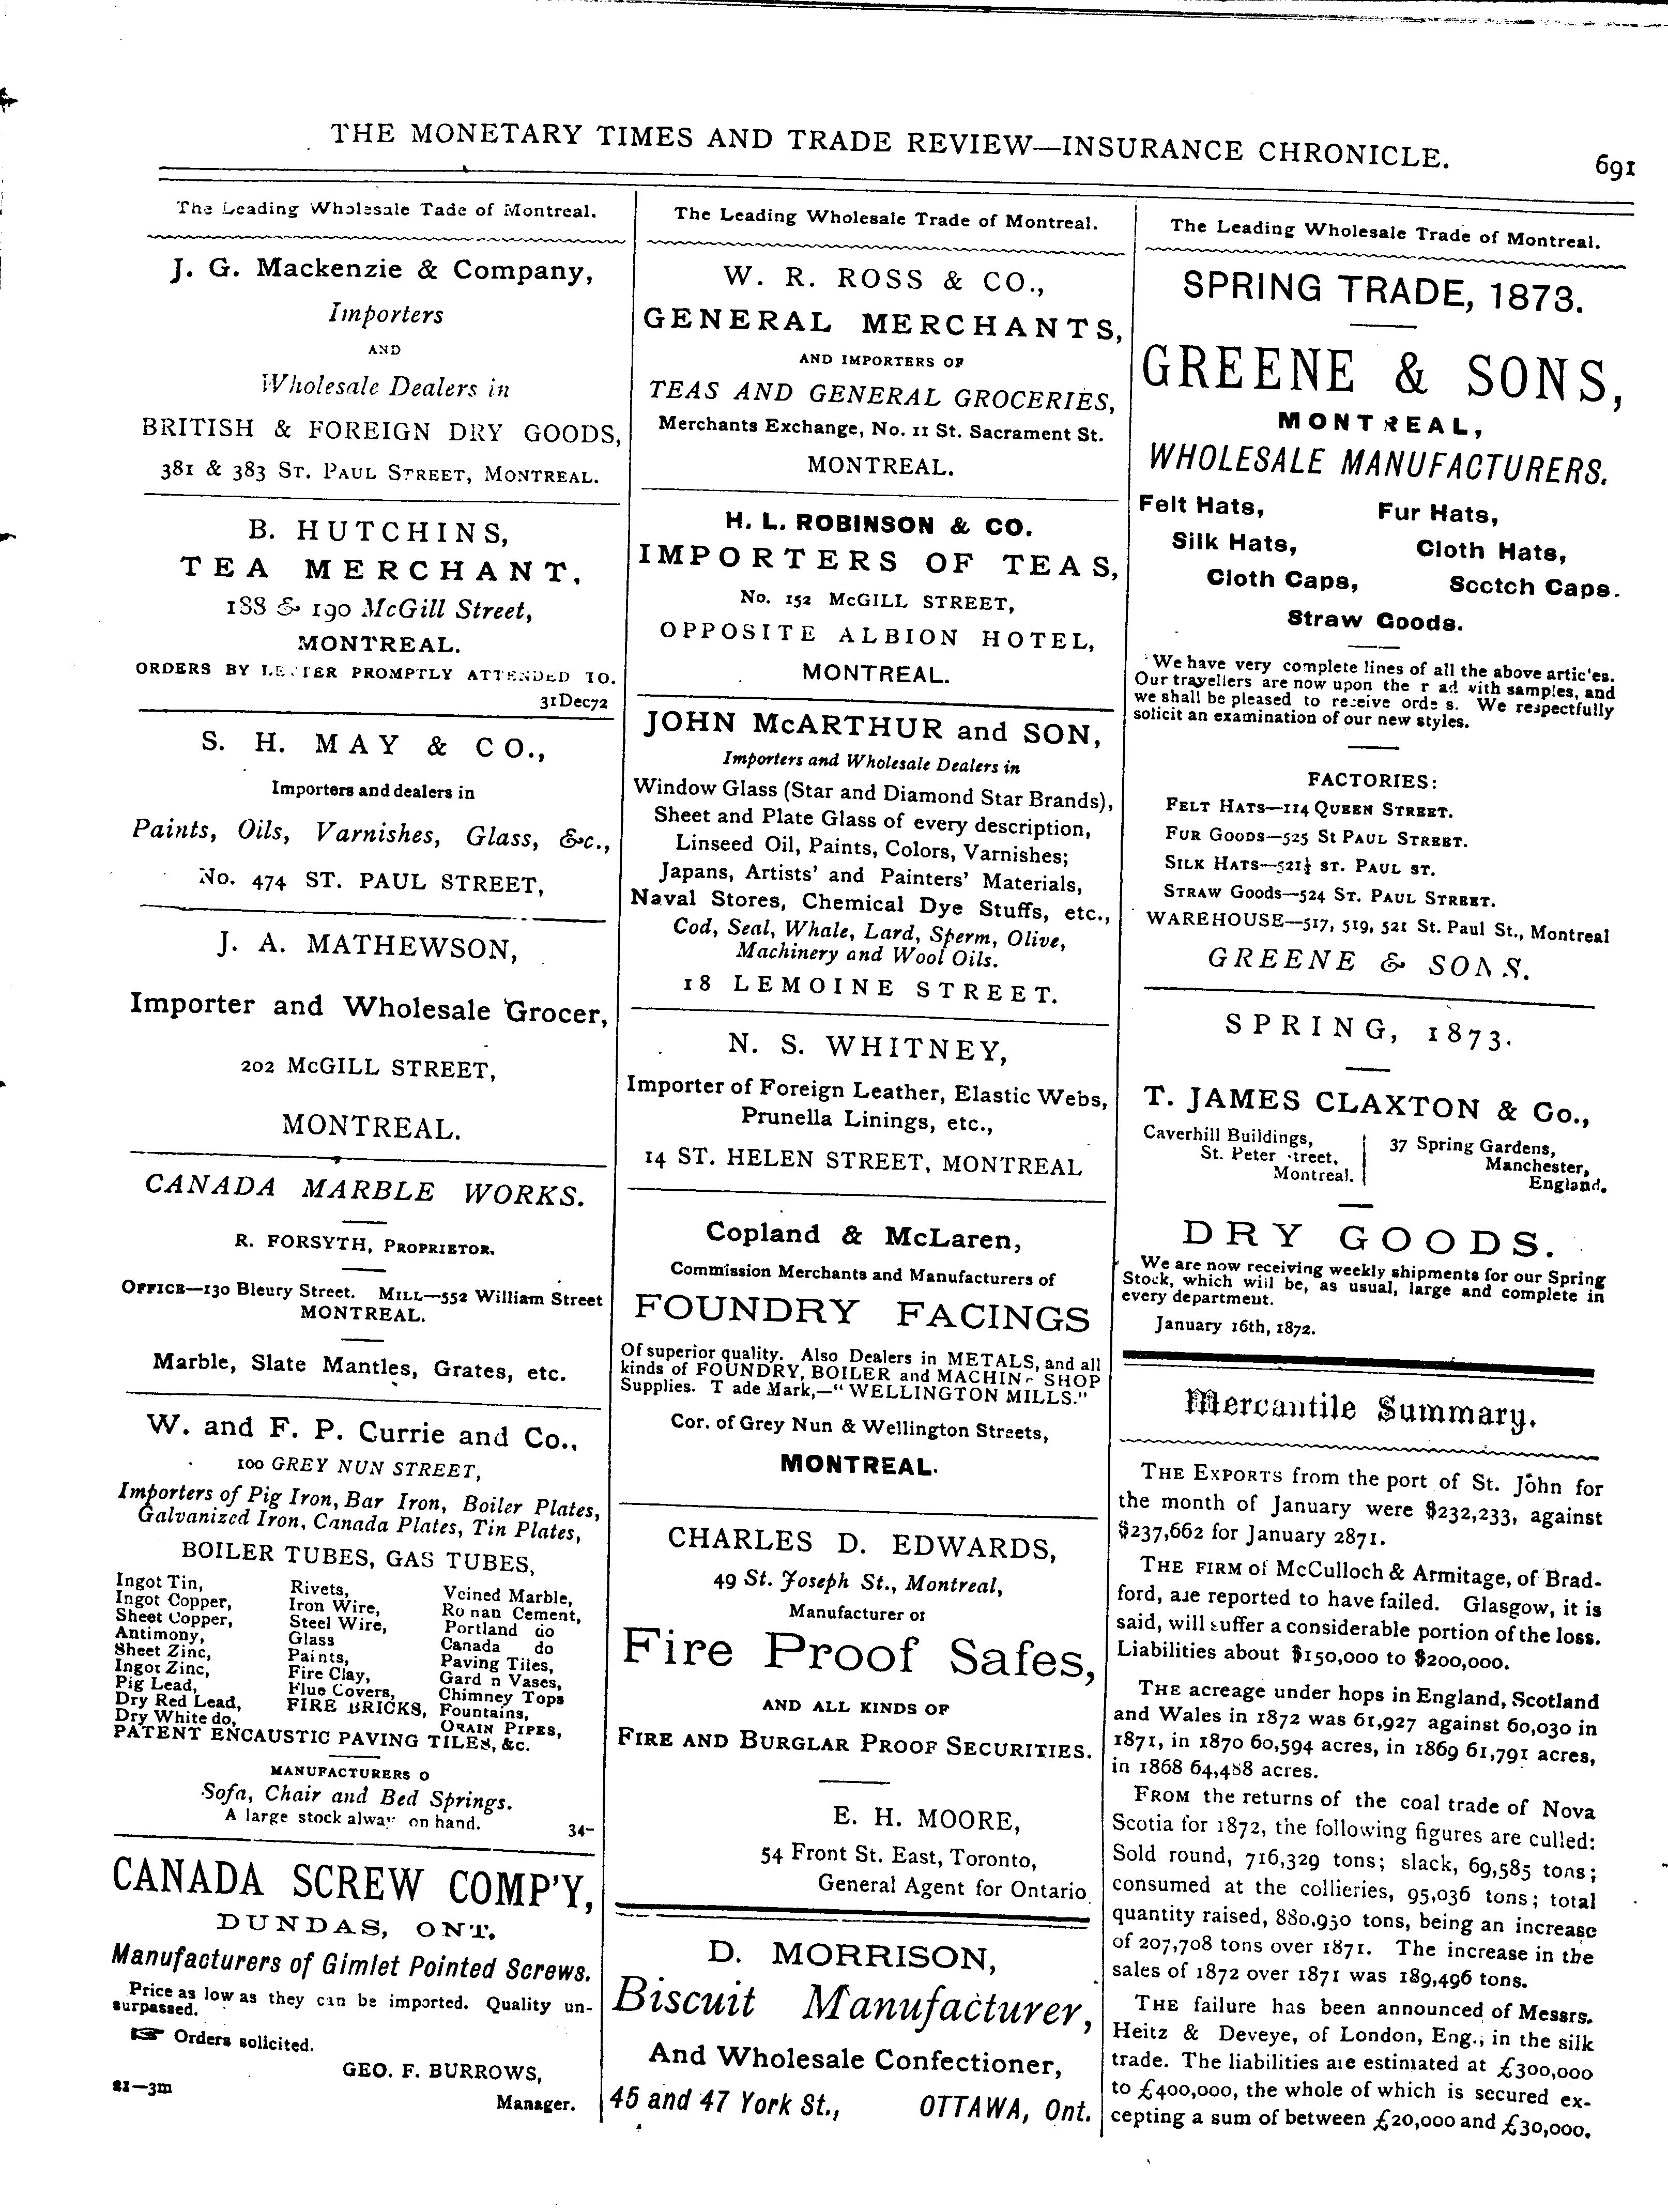 THE MONETARY TIMES AND TRADE REVIEW—INSURANCE CHRONICLE.
691
The Leading Wholesale Tade of Montreal.
J. G. Mackenzie & Company,
Importers
AND
Wholesale Dealers in
BRITISH & FOREIGN DRY GOODS,
381 & 383 ST. PAUL STREET, MONTREAL.
B. HUTCHINS,
TEA MERCHANT,
188 & 190 McGill Street,
MONTREAL.
ORDERS BY LETTER PROMPTLY ATTENDED TO.
31Dec72
S. H. MAY & CO.,
Importers and dealers in
Paints, Oils, Varnishes, Glass, &c.,
No. 474 ST. PAUL STREET,
J. A. MATHEWSON,
Importer and Wholesale Grocer,
202 McGILL STREET,
MONTREAL.
CANADA MARBLE WORKS.
R. FORSYTH, PROPRIETOR.
OFFICE—130 Bleury Street. MILL—552 William Street
MONTREAL.
Marble, Slate Mantles, Grates, etc.
W. and F. P. Currie and Co.,
100 GREY NUN STREET,
Importers of Pig Iron, Bar Iron, Boiler Plates,
Galvanized Iron, Canada Plates, Tin Plates,
BOILER TUBES, GAS TUBES,
Ingot Tin, Rivets, Veined Marble,
Ingot Copper, Iron Wire, Ro nan Cement,
Sheet Copper, Steel Wire, Portland do
Antimony, Glass Canada do
Sheet Zinc, Paints, Paving Tiles,
Ingot Zinc, Fire Clay, Gard n Vases,
Pig Lead, Flue Covers, Chimney Tops
Dry Red Lead, FIRE BRICKS, Fountains,
Dry White do, DRAIN PIPES,
PATENT ENCAUSTIC PAVING TILES, &c.
MANUFACTURERS O
Sofa, Chair and Bed Springs.
A large stock alway on hand.
34-
CANADA SCREW COMP'Y,
DUNDAS, ONT.
Manufacturers of Gimlet Pointed Screws.
Price as low as they can be imported. Quality un-
surpassed.
☞ Orders solicited.
GEO. F. BURROWS,
21—3m
Manager.
The Leading Wholesale Trade of Montreal.
W. R. ROSS & CO.,
GENERAL MERCHANTS,
AND IMPORTERS OF
TEAS AND GENERAL GROCERIES,
Merchants Exchange, No. 11 St. Sacrament St.
MONTREAL.
H. L. ROBINSON & CO.
IMPORTERS OF TEAS,
No. 152 McGILL STREET,
OPPOSITE ALBION HOTEL,
MONTREAL.
JOHN McARTHUR and SON,
Importers and Wholesale Dealers in
Window Glass (Star and Diamond Star Brands),
Sheet and Plate Glass of every description,
Linseed Oil, Paints, Colors, Varnishes;
Japans, Artists' and Painters' Materials,
Naval Stores, Chemical Dye Stuffs, etc.,
Cod, Seal, Whale, Lard, Sperm, Olive,
Machinery and Wool Oils.
18 LEMOINE STREET.
N. S. WHITNEY,
Importer of Foreign Leather, Elastic Webs,
Prunella Linings, etc.,
14 ST. HELEN STREET, MONTREAL
Copland & McLaren,
Commission Merchants and Manufacturers of
FOUNDRY FACINGS
Of superior quality. Also Dealers in METALS, and all
kinds of FOUNDRY, BOILER and MACHIN SHOP
Supplies. T ade Mark,—"WELLINGTON MILLS."
Cor. of Grey Nun & Wellington Streets,
MONTREAL.
CHARLES D. EDWARDS,
49 St. Joseph St., Montreal,
Manufacturer of
Fire Proof Safes,
AND ALL KINDS OF
FIRE AND BURGLAR PROOF SECURITIES.
E. H. MOORE,
54 Front St. East, Toronto,
General Agent for Ontario
D. MORRISON,
Biscuit Manufacturer,
And Wholesale Confectioner,
45 and 47 York St., OTTAWA, Ont.
The Leading Wholesale Trade of Montreal.
SPRING TRADE, 1873.
GREENE & SONS,
MONTREAL,
WHOLESALE MANUFACTURERS.
Felt Hats, Fur Hats,
Silk Hats, Cloth Hats,
Cloth Caps, Scctch Caps.
Straw Goods.
We have very complete lines of all the above artic'es.
Our travellers are now upon the r ad with samples, and
we shall be pleased to receive orde s. We respectfully
solicit an examination of our new styles.
FACTORIES:
FELT HATS—114 QUEEN STREET.
FUR GOODS—525 St PAUL STREET.
SILK HATS—521½ ST. PAUL ST.
STRAW GOODS—524 ST. PAUL STREET.
WAREHOUSE—517, 519, 521 St. Paul St., Montreal
GREENE & SONS.
SPRING, 1873.
T. JAMES CLAXTON & Co.,
Caverhill Buildings, 37 Spring Gardens,
St. Peter treet, Manchester,
Montreal. England.
DRY GOODS.
We are now receiving weekly shipments for our Spring
Stock, which will be, as usual, large and complete in
every department.
January 16th, 1872.
Mercantile Summary.
THE EXPORTS from the port of St. John for
the month of January were $232,233, against
$237,662 for January 2871.
THE FIRM of McCulloch & Armitage, of Brad-
ford, are reported to have failed. Glasgow, it is
said, will suffer a considerable portion of the loss.
Liabilities about $150,000 to $200,000.
THE acreage under hops in England, Scotland
and Wales in 1872 was 61,927 against 60,030 in
1871, in 1870 60,594 acres, in 1869 61,791 acres,
in 1868 64,488 acres.
FROM the returns of the coal trade of Nova
Scotia for 1872, the following figures are culled:
Sold round, 716,329 tons; slack, 69,585 tons;
consumed at the collieries, 95,036 tons; total
quantity raised, 880,950 tons, being an increase
of 207,708 tons over 1871. The increase in the
sales of 1872 over 1871 was 189,496 tons.
THE failure has been announced of Messrs.
Heitz & Deveye, of London, Eng., in the silk
trade. The liabilities are estimated at £300,000
to £400,000, the whole of which is secured ex-
cepting a sum of between £20,000 and £30,000.